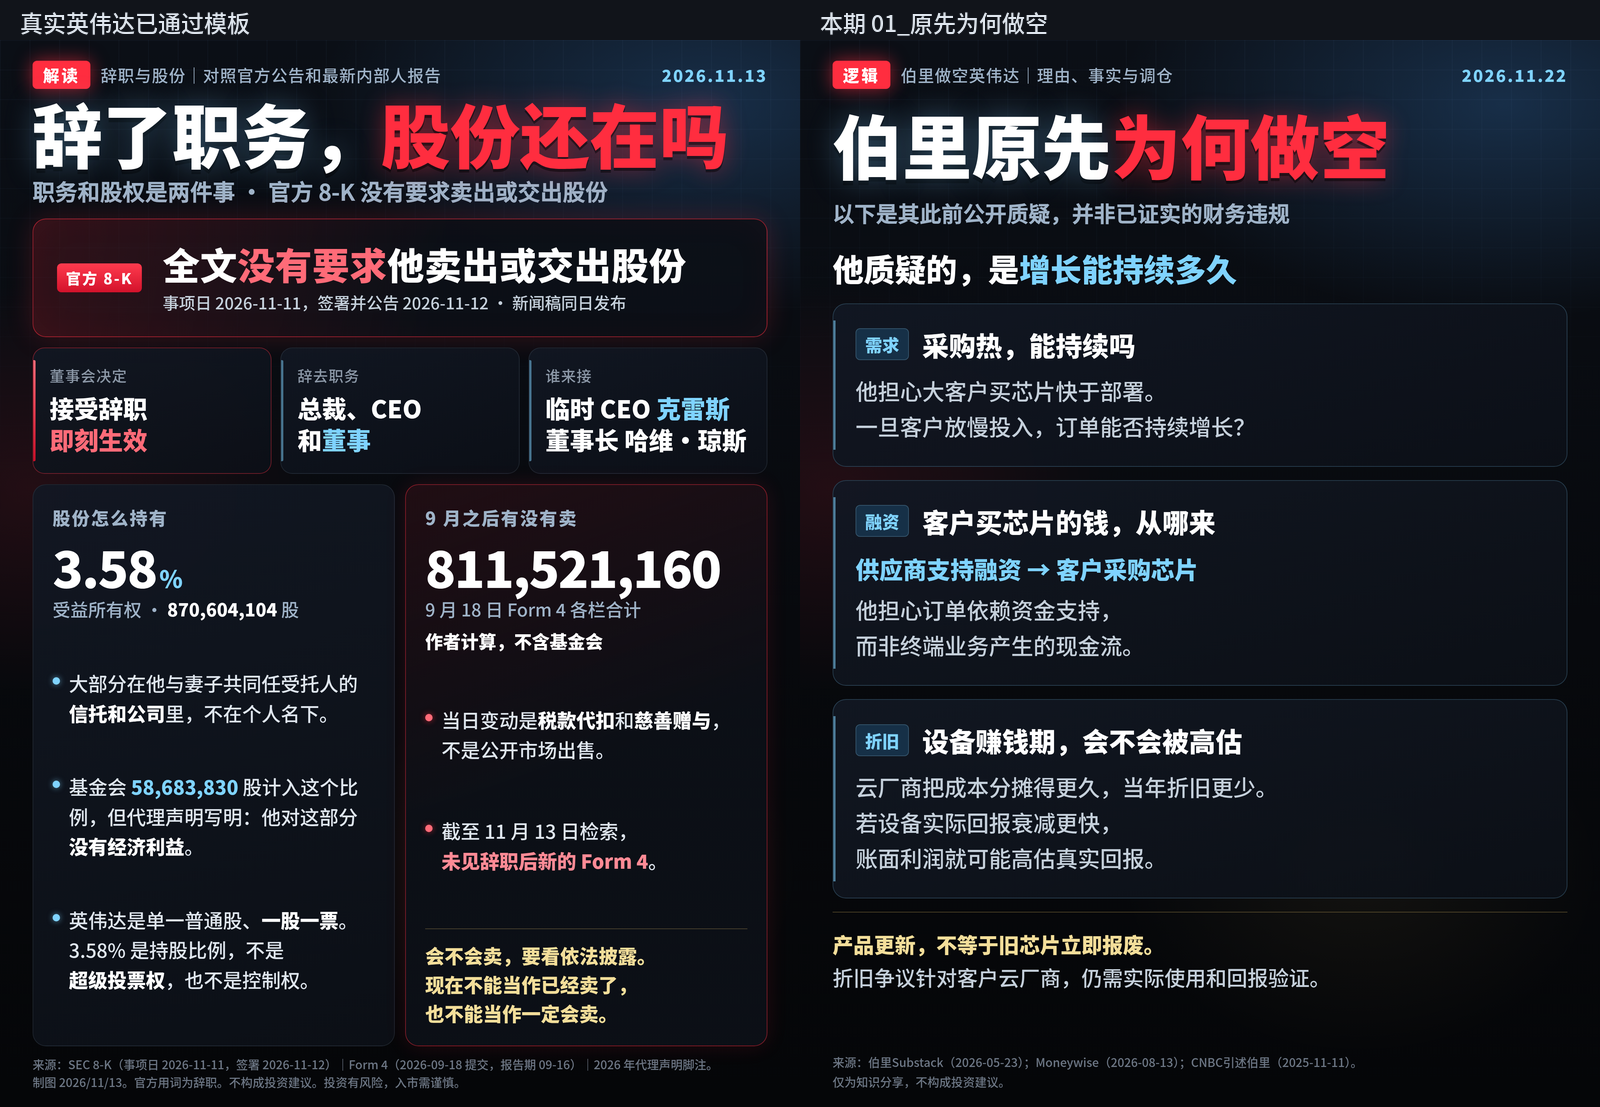 真实英伟达已通过模板
解读 辞职与股份｜对照官方公告和最新内部人报告 2026.11.13
辞了职务，股份还在吗
职务和股权是两件事 · 官方 8-K 没有要求卖出或交出股份
官方 8-K
全文没有要求他卖出或交出股份
事项日 2026-11-11，签署并公告 2026-11-12 · 新闻稿同日发布
董事会决定
接受辞职
即刻生效
辞去职务
总裁、CEO
和董事
谁来接
临时 CEO 克雷斯
董事长 哈维·琼斯
股份怎么持有
3.58%
受益所有权 · 870,604,104 股
大部分在他与妻子共同任受托人的
信托和公司里，不在个人名下。
基金会 58,683,830 股计入这个比
例，但代理声明写明：他对这部分
没有经济利益。
英伟达是单一普通股、一股一票。
3.58% 是持股比例，不是
超级投票权，也不是控制权。
9 月之后有没有卖
811,521,160
9 月 18 日 Form 4 各栏合计
作者计算，不含基金会
当日变动是税款代扣和慈善赠与，
不是公开市场出售。
截至 11 月 13 日检索，
未见辞职后新的 Form 4。
会不会卖，要看依法披露。
现在不能当作已经卖了，
也不能当作一定会卖。
来源：SEC 8-K（事项日 2026-11-11，签署 2026-11-12）｜Form 4（2026-09-18 提交，报告期 09-16）｜2026 年代理声明脚注。
制图 2026/11/13。官方用词为辞职。不构成投资建议。投资有风险，入市需谨慎。
本期 01_原先为何做空
逻辑 伯里做空英伟达｜理由、事实与调仓 2026.11.22
伯里原先为何做空
以下是其此前公开质疑，并非已证实的财务违规
他质疑的，是增长能持续多久
需求 采购热，能持续吗
他担心大客户买芯片快于部署。
一旦客户放慢投入，订单能否持续增长？
融资 客户买芯片的钱，从哪来
供应商支持融资 → 客户采购芯片
他担心订单依赖资金支持，
而非终端业务产生的现金流。
折旧 设备赚钱期，会不会被高估
云厂商把成本分摊得更久，当年折旧更少。
若设备实际回报衰减更快，
账面利润就可能高估真实回报。
产品更新，不等于旧芯片立即报废。
折旧争议针对客户云厂商，仍需实际使用和回报验证。
来源：伯里Substack（2026-05-23）；Moneywise（2026-08-13）；CNBC引述伯里（2025-11-11）。
仅为知识分享，不构成投资建议。